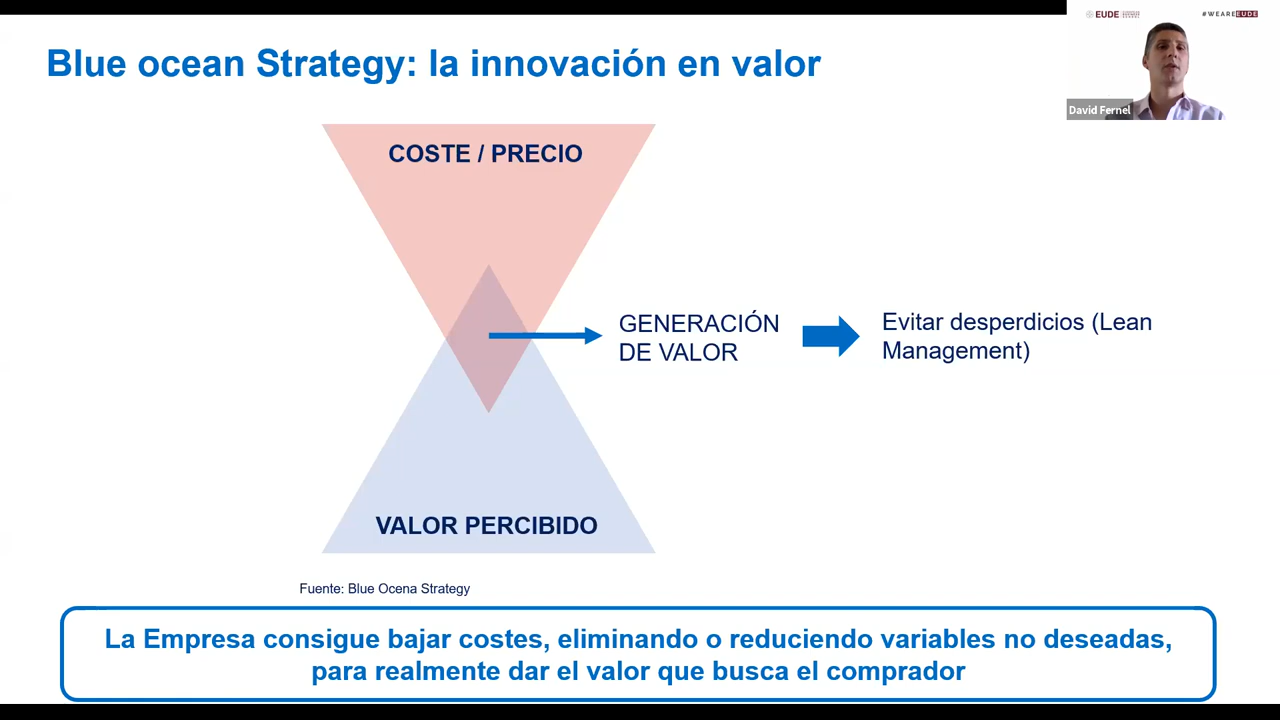 Blue ocean Strategy: la innovación en valor
EUDE
#WEAREEUDE
David Fernel
COSTE / PRECIO
GENERACIÓN
DE VALOR
Evitar desperdicios (Lean
Management)
VALOR PERCIBIDO
Fuente: Blue Ocena Strategy
La Empresa consigue bajar costes, eliminando o reduciendo variables no deseadas,
para realmente dar el valor que busca el comprador